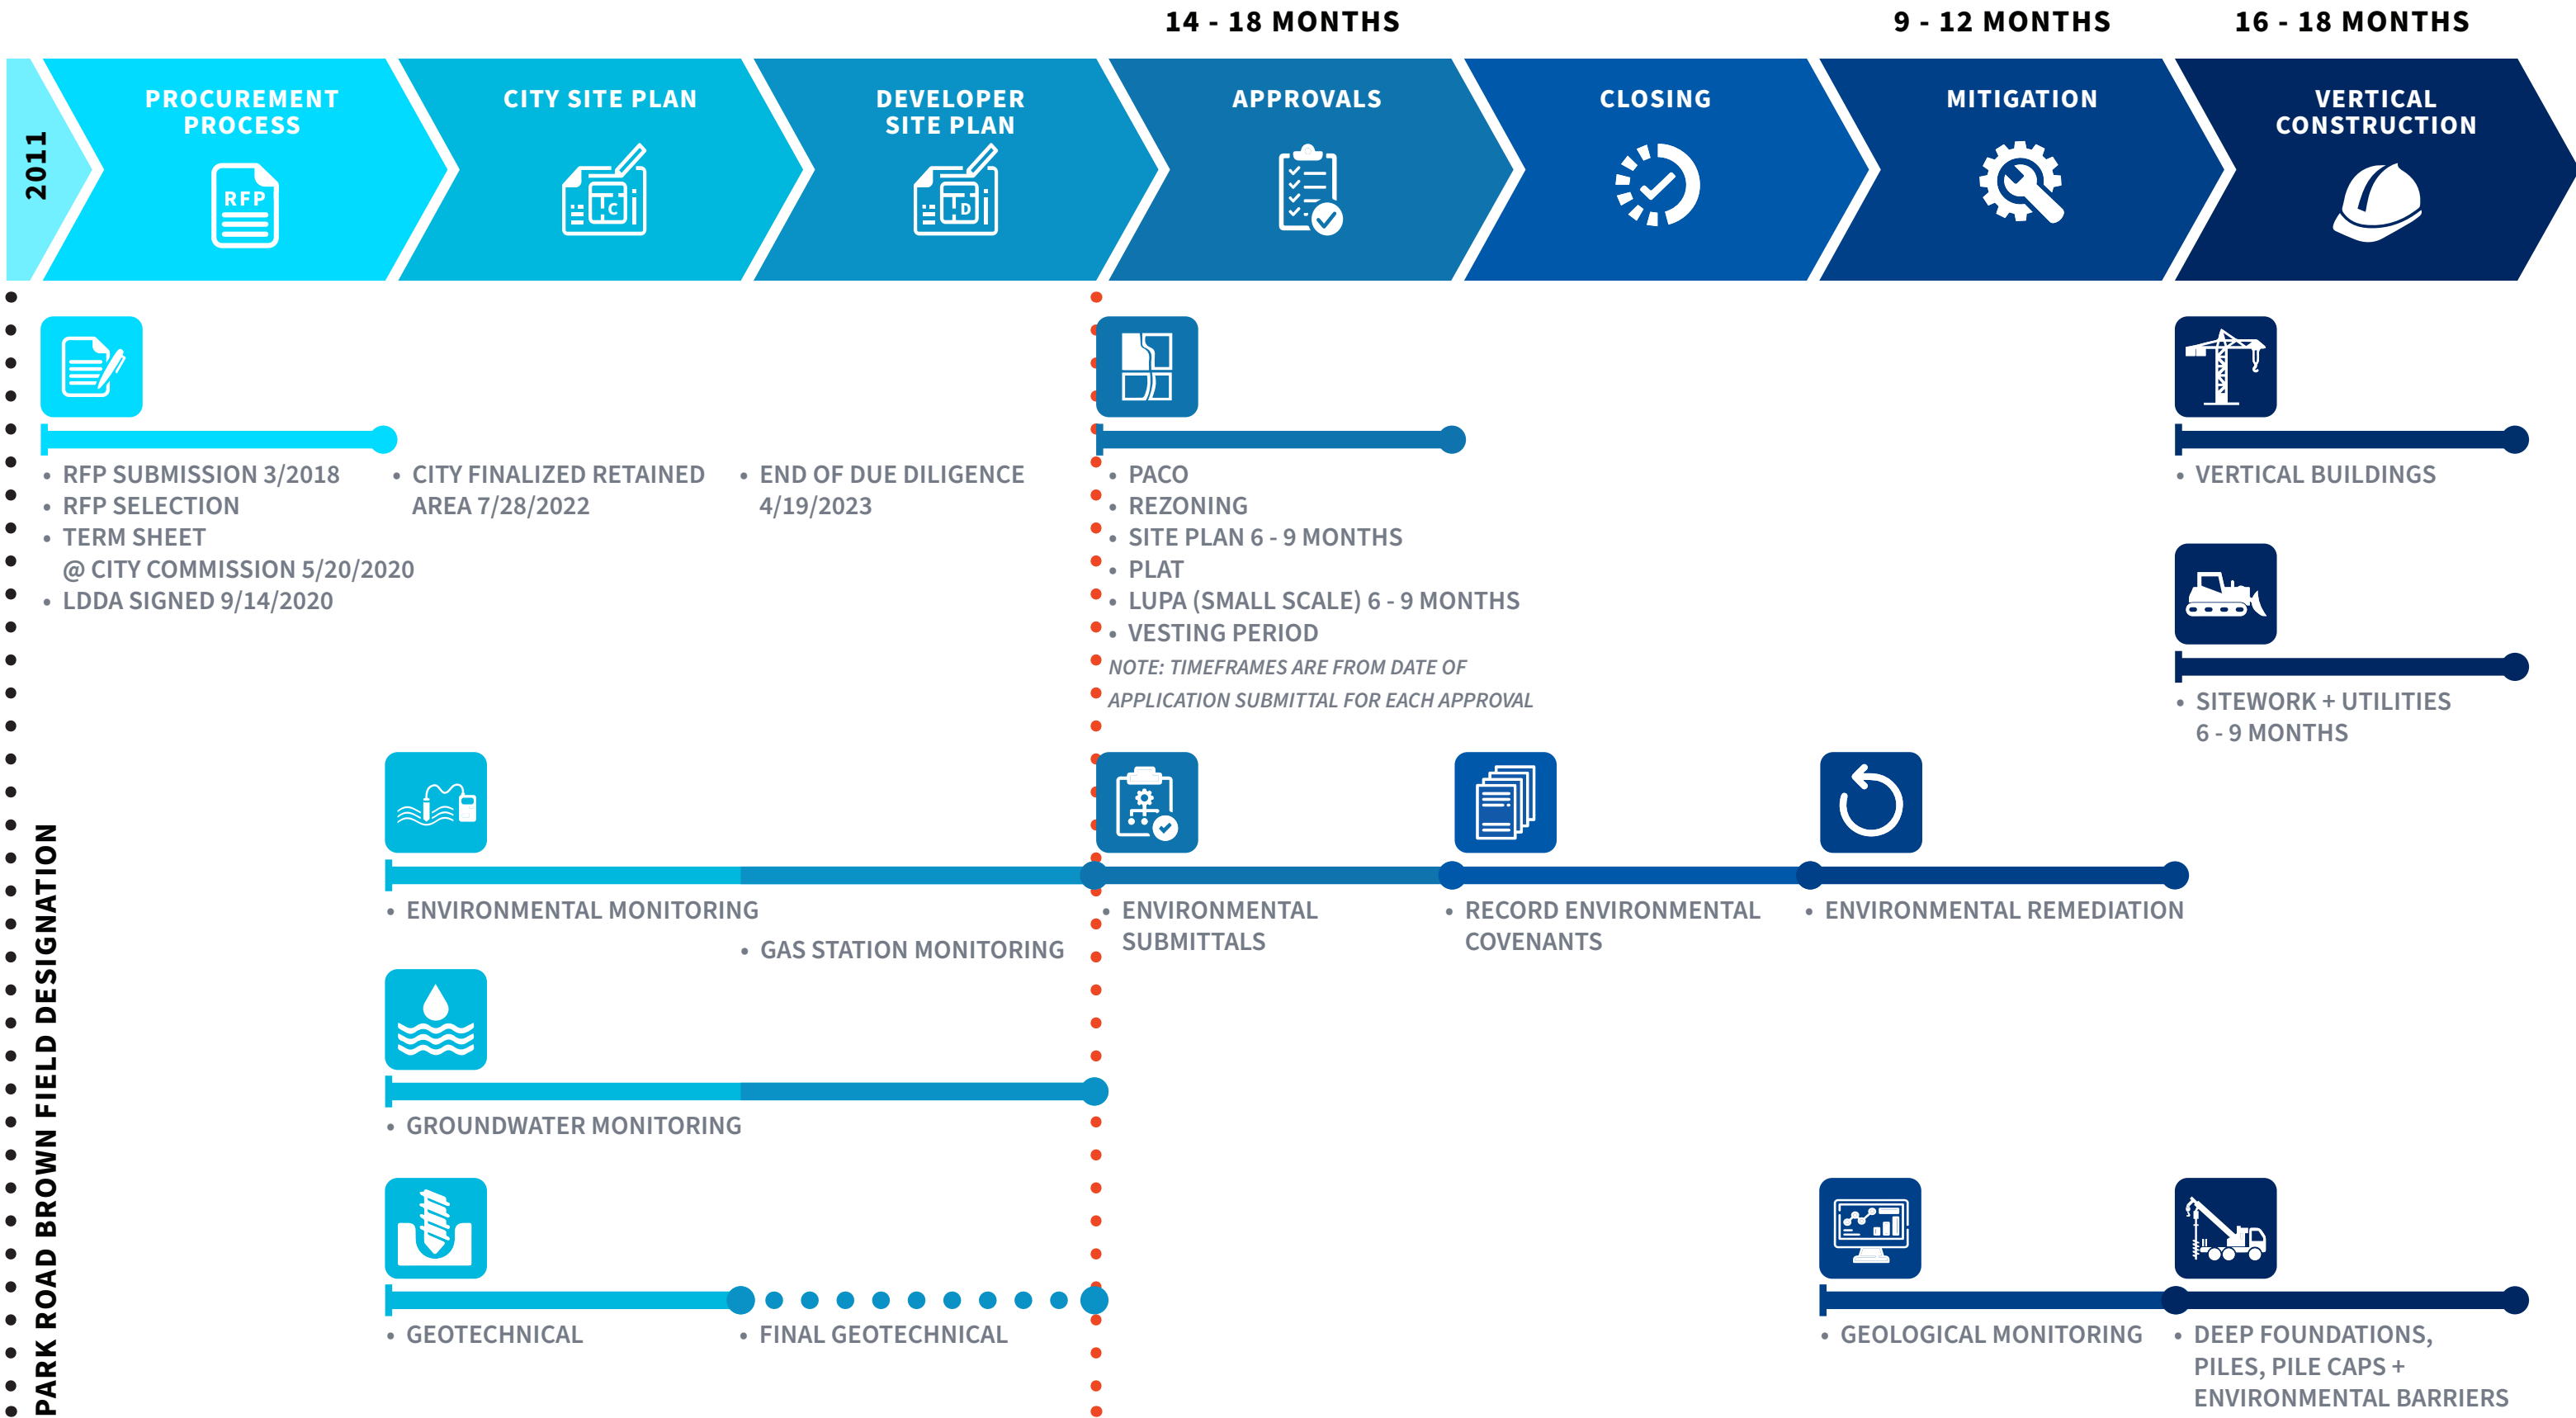 14 - 18 MONTHS
9 - 12 MONTHS
16 - 18 MONTHS
2011
PROCUREMENT
PROCESS
RFP
CITY SITE PLAN
C
DEVELOPER
SITE PLAN
D
APPROVALS
CLOSING
MITIGATION
VERTICAL
CONSTRUCTION
PARK ROAD BROWN FIELD DESIGNATION
• RFP SUBMISSION 3/2018
• RFP SELECTION
• TERM SHEET
@ CITY COMMISSION 5/20/2020
• LDDA SIGNED 9/14/2020
• CITY FINALIZED RETAINED
AREA 7/28/2022
• END OF DUE DILIGENCE
4/19/2023
• PACO
• REZONING
• SITE PLAN 6 - 9 MONTHS
• PLAT
• LUPA (SMALL SCALE) 6 - 9 MONTHS
• VESTING PERIOD
NOTE: TIMEFRAMES ARE FROM DATE OF
APPLICATION SUBMITTAL FOR EACH APPROVAL
• VERTICAL BUILDINGS
• SITEWORK + UTILITIES
6 - 9 MONTHS
• ENVIRONMENTAL MONITORING
• GAS STATION MONITORING
• ENVIRONMENTAL
SUBMITTALS
• RECORD ENVIRONMENTAL
COVENANTS
• ENVIRONMENTAL REMEDIATION
• GROUNDWATER MONITORING
• GEOTECHNICAL
• FINAL GEOTECHNICAL
• GEOLOGICAL MONITORING
• DEEP FOUNDATIONS,
PILES, PILE CAPS +
ENVIRONMENTAL BARRIERS